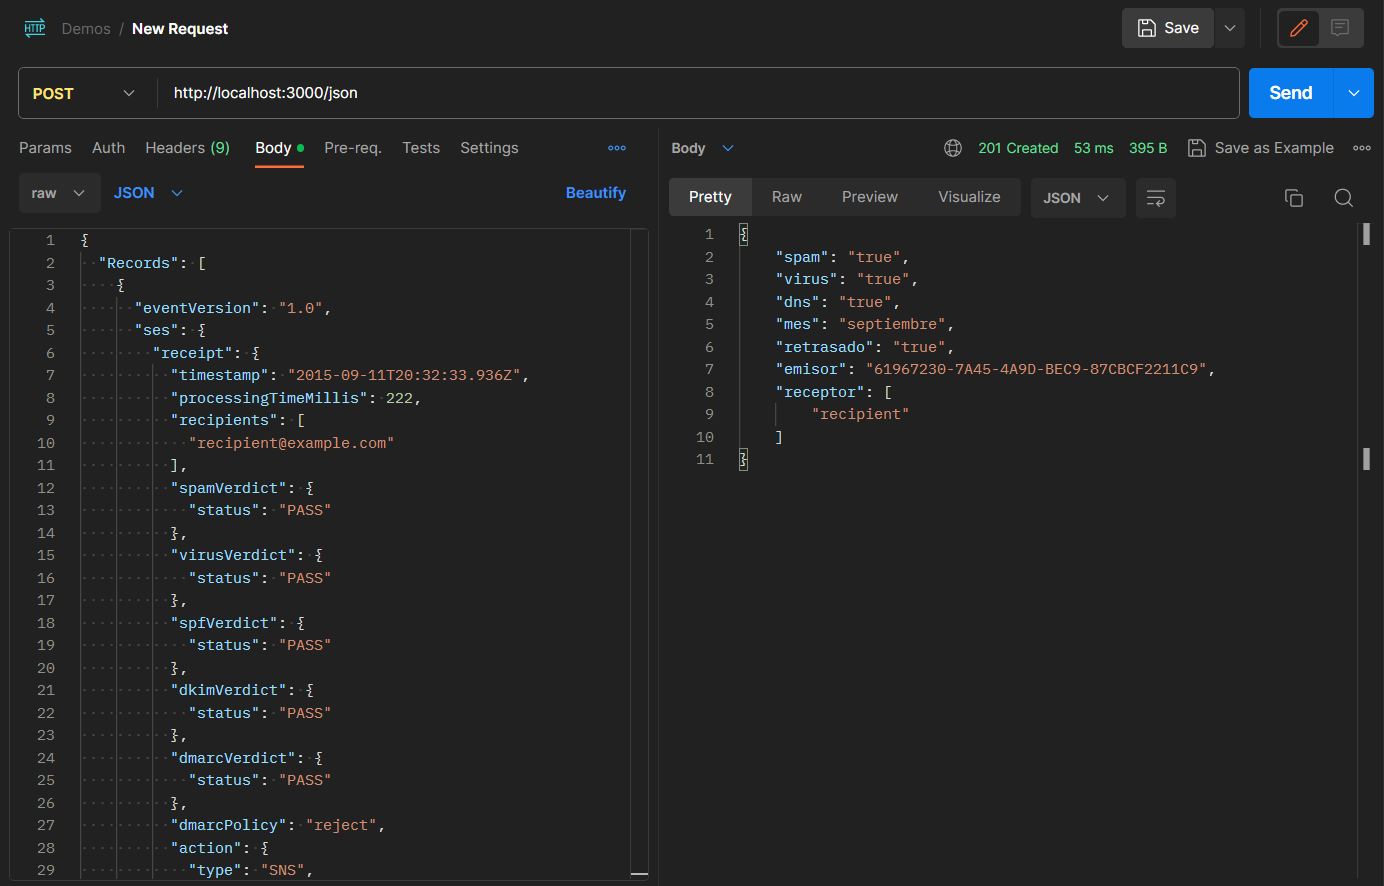 HTTP Demos / New Request
Save
POST http://localhost:3000/json
Send
Params Auth Headers (9) Body Pre-req. Tests Settings
raw JSON Beautify
1 {
2 "Records": [
3 {
4 "eventVersion": "1.0",
5 "ses": {
6 "receipt": {
7 "timestamp": "2015-09-11T20:32:33.936Z",
8 "processingTimeMillis": 222,
9 "recipients": [
10 "recipient@example.com"
11 ],
12 "spamVerdict": {
13 "status": "PASS"
14 },
15 "virusVerdict": {
16 "status": "PASS"
17 },
18 "spfVerdict": {
19 "status": "PASS"
20 },
21 "dkimVerdict": {
22 "status": "PASS"
23 },
24 "dmarcVerdict": {
25 "status": "PASS"
26 },
27 "dmarcPolicy": "reject",
28 "action": {
29 "type": "SNS",
Body 201 Created 53 ms 395 B Save as Example
Pretty Raw Preview Visualize JSON
1 {
2 "spam": "true",
3 "virus": "true",
4 "dns": "true",
5 "mes": "septiembre",
6 "retrasado": "true",
7 "emisor": "61967230-7A45-4A9D-BEC9-87CBCF2211C9",
8 "receptor": [
9 "recipient"
10 ]
11 }